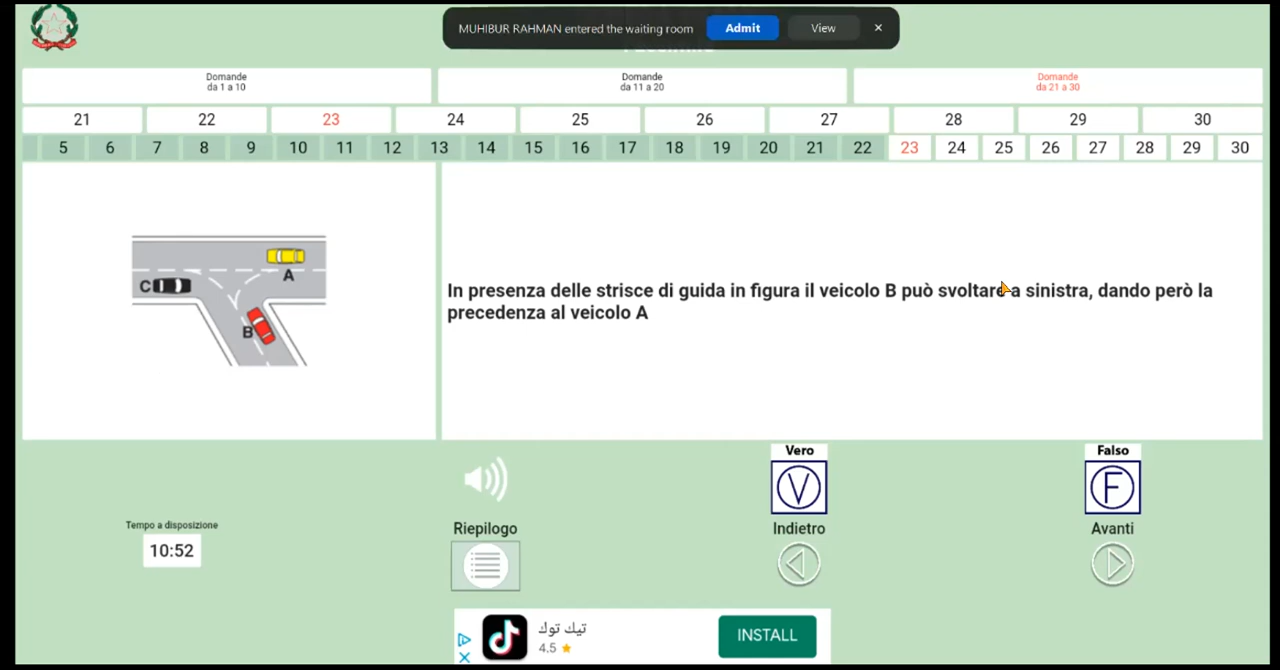 MUHIBUR RAHMAN entered the waiting room
Admit
View
Domande
da 1 a 10
Domande
da 11 a 20
Domande
da 21 a 30
21 22 23 24 25 26 27 28 29 30
5 6 7 8 9 10 11 12 13 14 15 16 17 18 19 20 21 22 23 24 25 26 27 28 29 30
A
C
B
In presenza delle strisce di guida in figura il veicolo B può svoltare a sinistra, dando però la
precedenza al veicolo A
Vero
Falso
V
F
Tempo a disposizione
10:52
Riepilogo
Indietro
Avanti
تيك توك
4.5
INSTALL